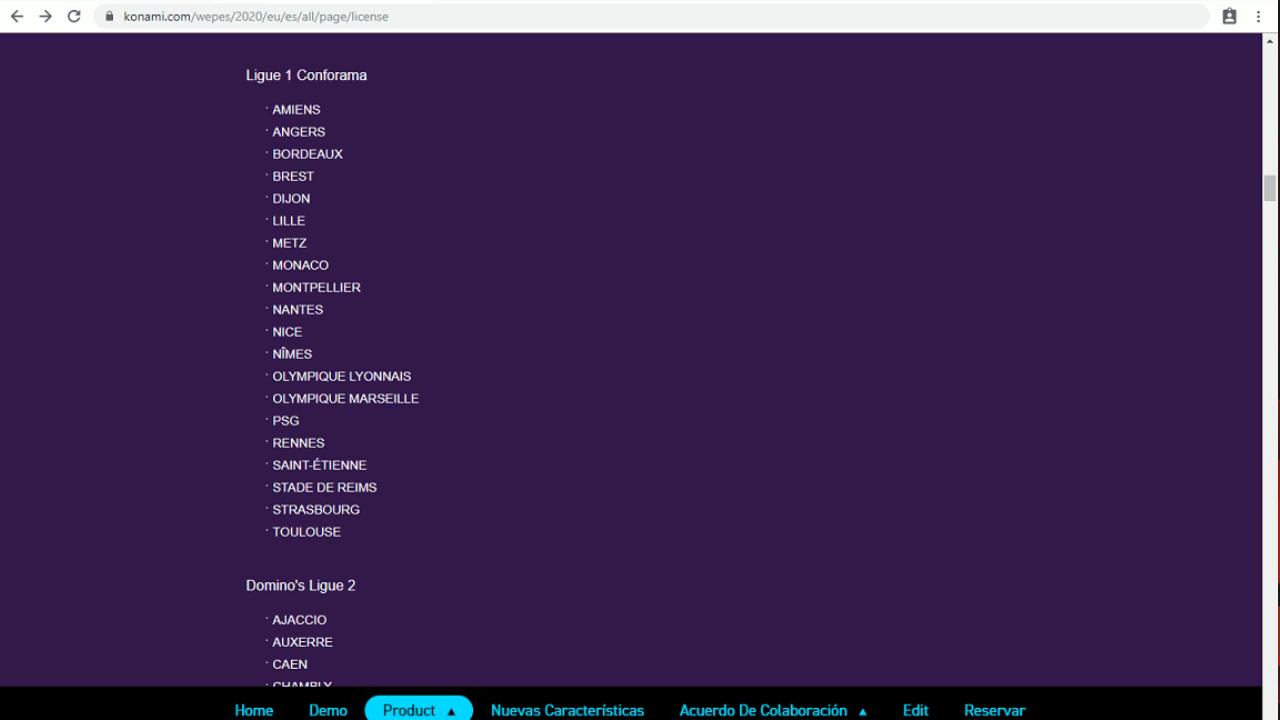 konami.com/wepes/2020/eu/es/all/page/license
Ligue 1 Conforama
AMIENS
ANGERS
BORDEAUX
BREST
DIJON
LILLE
METZ
MONACO
MONTPELLIER
NANTES
NICE
NÎMES
OLYMPIQUE LYONNAIS
OLYMPIQUE MARSEILLE
PSG
RENNES
SAINT-ÉTIENNE
STADE DE REIMS
STRASBOURG
TOULOUSE
Domino's Ligue 2
AJACCIO
AUXERRE
CAEN
CHAMBLY
Home Demo Product ▲ Nuevas Características Acuerdo De Colaboración ▲ Edit Reservar